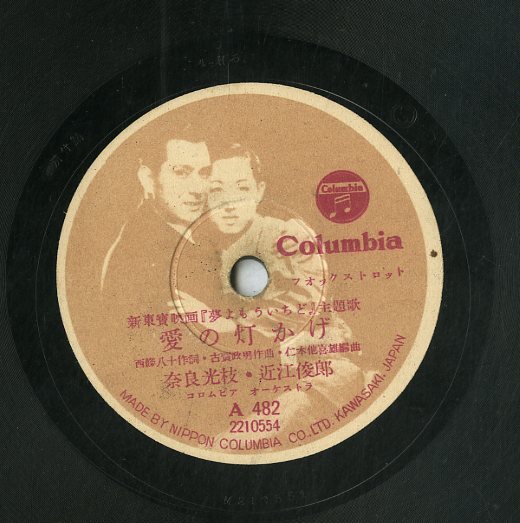 Columbia
Columbia
フオックストロット
新東寳映画『夢よもういちど』主題歌
愛の灯かげ
西條八十作詞・古賀政男作曲・仁木他喜雄編曲
奈良光枝・近江俊郎
コロムビア オーケストラ
A 482
2210554
MADE BY NIPPON COLUMBIA CO., LTD. KAWASAKI, JAPAN